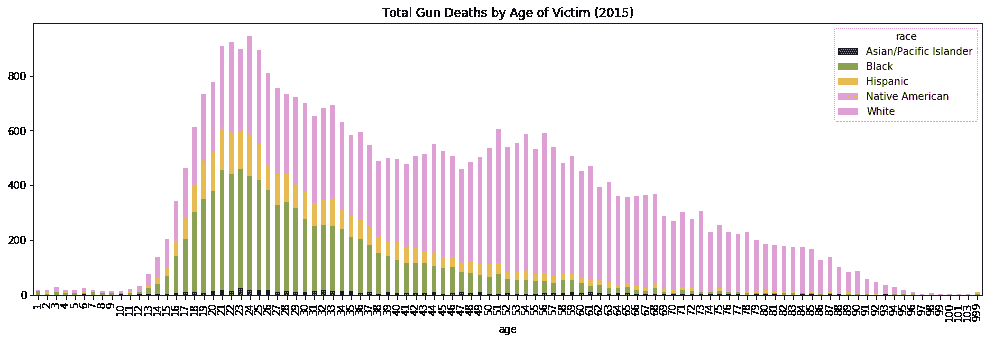 Total Gun Deaths by Age of Victim (2015)
race
Asian/Pacific Islander
Black
Hispanic
Native American
White
800
600
400
200
0
1 2 3 4 5 6 7 8 9 10 11 12 13 14 15 16 17 18 19 20 21 22 23 24 25 26 27 28 29 30 31 32 33 34 35 36 37 38 39 40 41 42 43 44 45 46 47 48 49 50 51 52 53 54 55 56 57 58 59 60 61 62 63 64 65 66 67 68 69 70 71 72 73 74 75 76 77 78 79 80 81 82 83 84 85 86 87 88 89 90 91 92 93 94 95 96 97 98 99 100 101 103 999
age